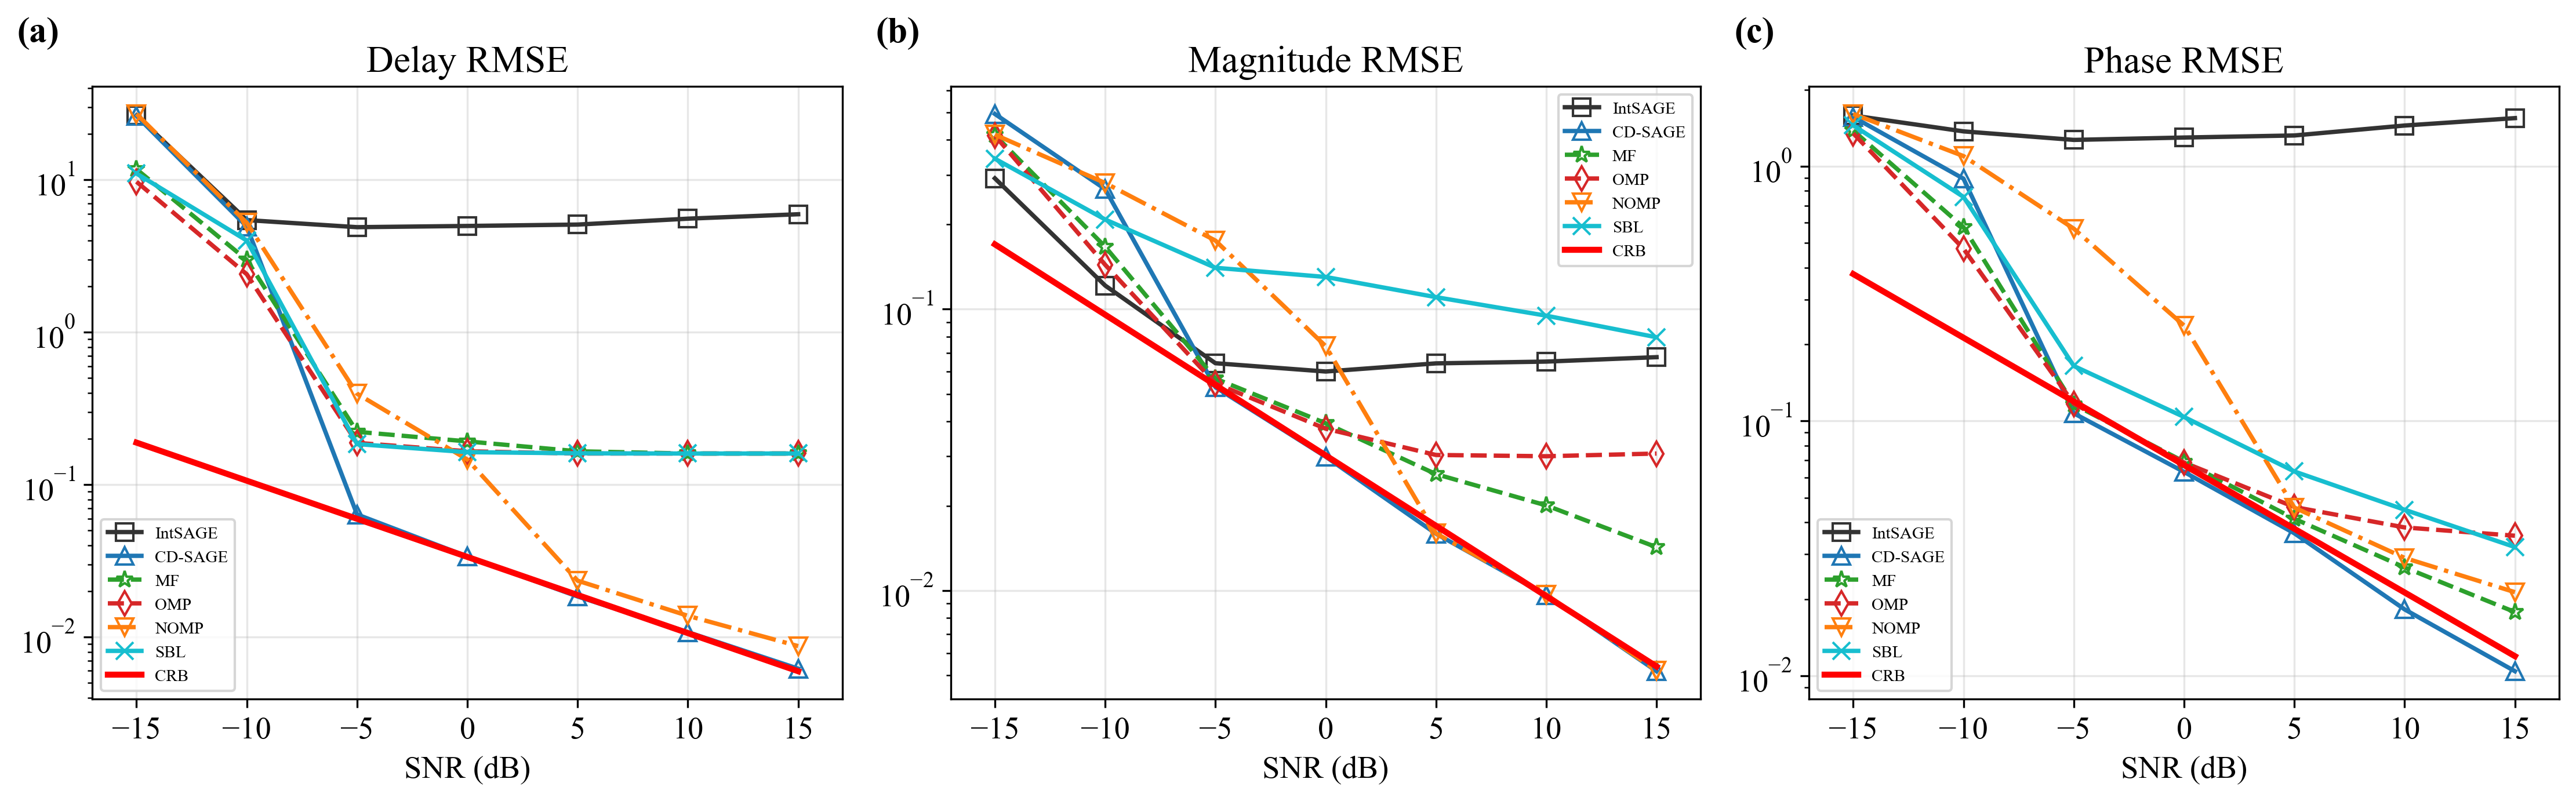 (a)
Delay RMSE
10^1
10^0
10^−1
10^−2
IntSAGE
CD-SAGE
MF
OMP
NOMP
SBL
CRB
−15 −10 −5 0 5 10 15
SNR (dB)
(b)
Magnitude RMSE
10^−1
10^−2
IntSAGE
CD-SAGE
MF
OMP
NOMP
SBL
CRB
−15 −10 −5 0 5 10 15
SNR (dB)
(c)
Phase RMSE
10^0
10^−1
10^−2
IntSAGE
CD-SAGE
MF
OMP
NOMP
SBL
CRB
−15 −10 −5 0 5 10 15
SNR (dB)